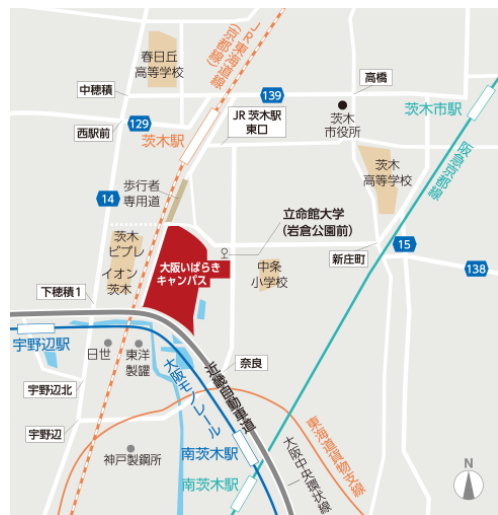 春日丘
高等学校
JR東海道線
(京都線)
中穂積
139
高橋
茨木市駅
129
西駅前
茨木駅
JR 茨木駅
東口
茨木
市役所
阪急京都線
茨木
高等学校
歩行者
専用道
14
立命館大学
(岩倉公園前)
茨木
ビブレ
イオン
茨木
大阪いばらき
キャンパス
中条
小学校
新庄町
15
138
下穂積1
宇野辺駅
日世
東洋
製罐
奈良
宇野辺北
大阪モノレール
近畿自動車道
宇野辺
神戸製鋼所
南茨木駅
南茨木駅
大阪中央環状線
東海道貨物支線
N